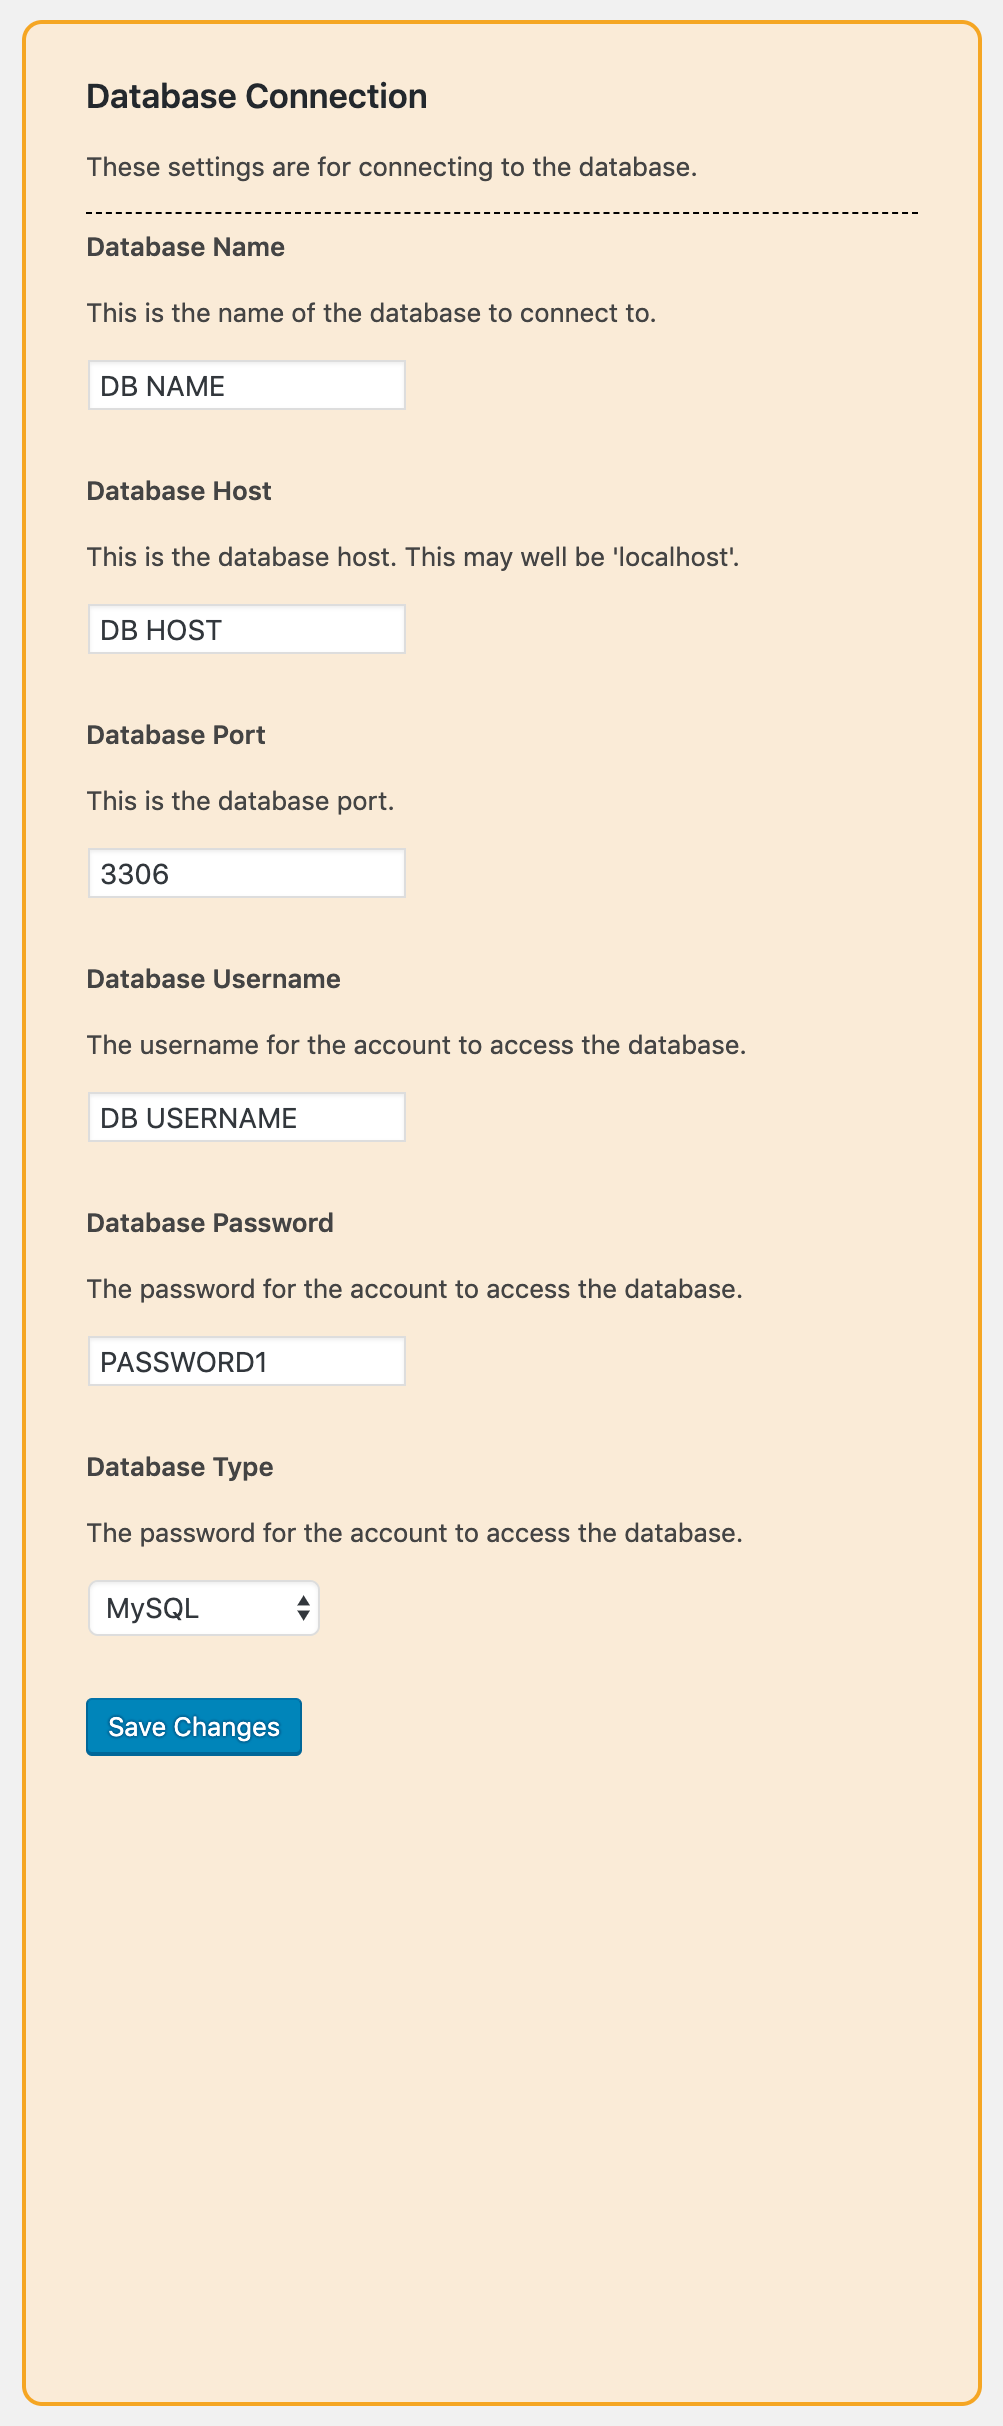 Database Connection
These settings are for connecting to the database.
Database Name
This is the name of the database to connect to.
DB NAME
Database Host
This is the database host. This may well be 'localhost'.
DB HOST
Database Port
This is the database port.
3306
Database Username
The username for the account to access the database.
DB USERNAME
Database Password
The password for the account to access the database.
PASSWORD1
Database Type
The password for the account to access the database.
MySQL
Save Changes